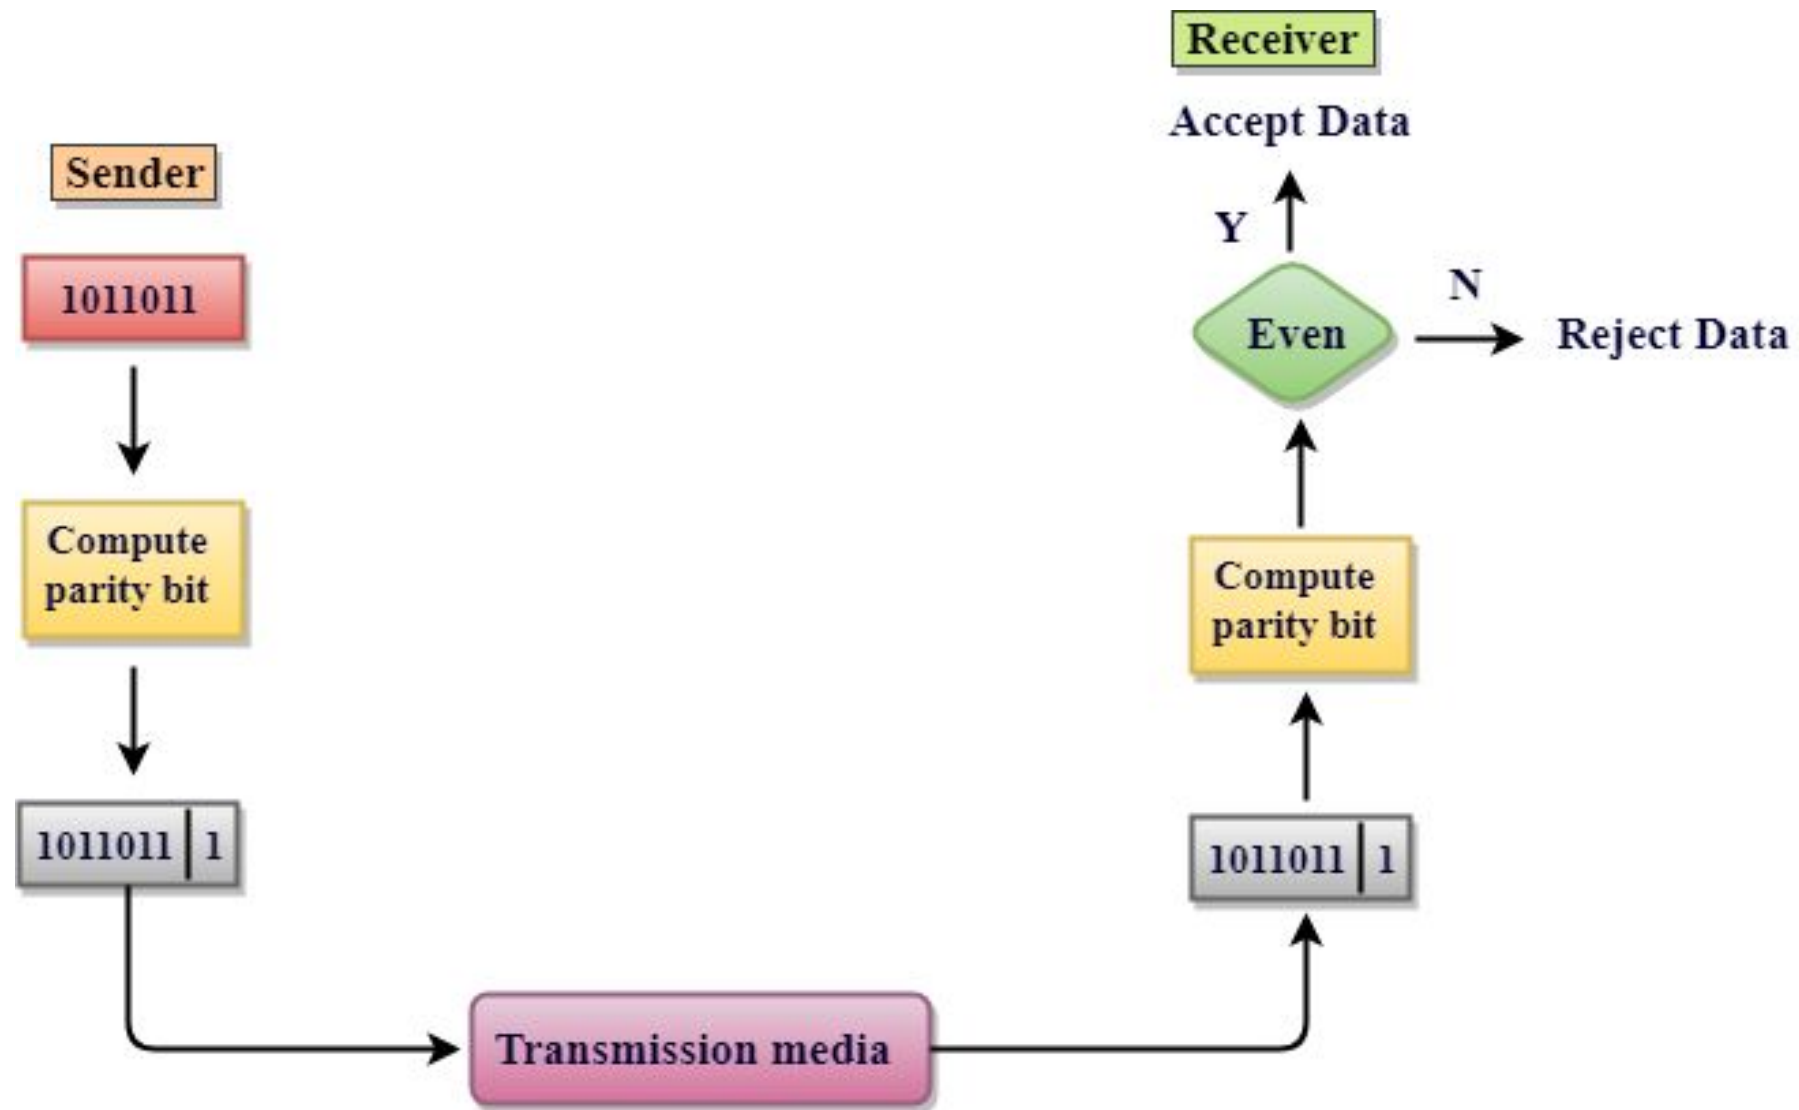 Sender
1011011
Compute
parity bit
1011011 | 1
Transmission media
Receiver
Accept Data
Y
N
Even
Reject Data
Compute
parity bit
1011011 | 1